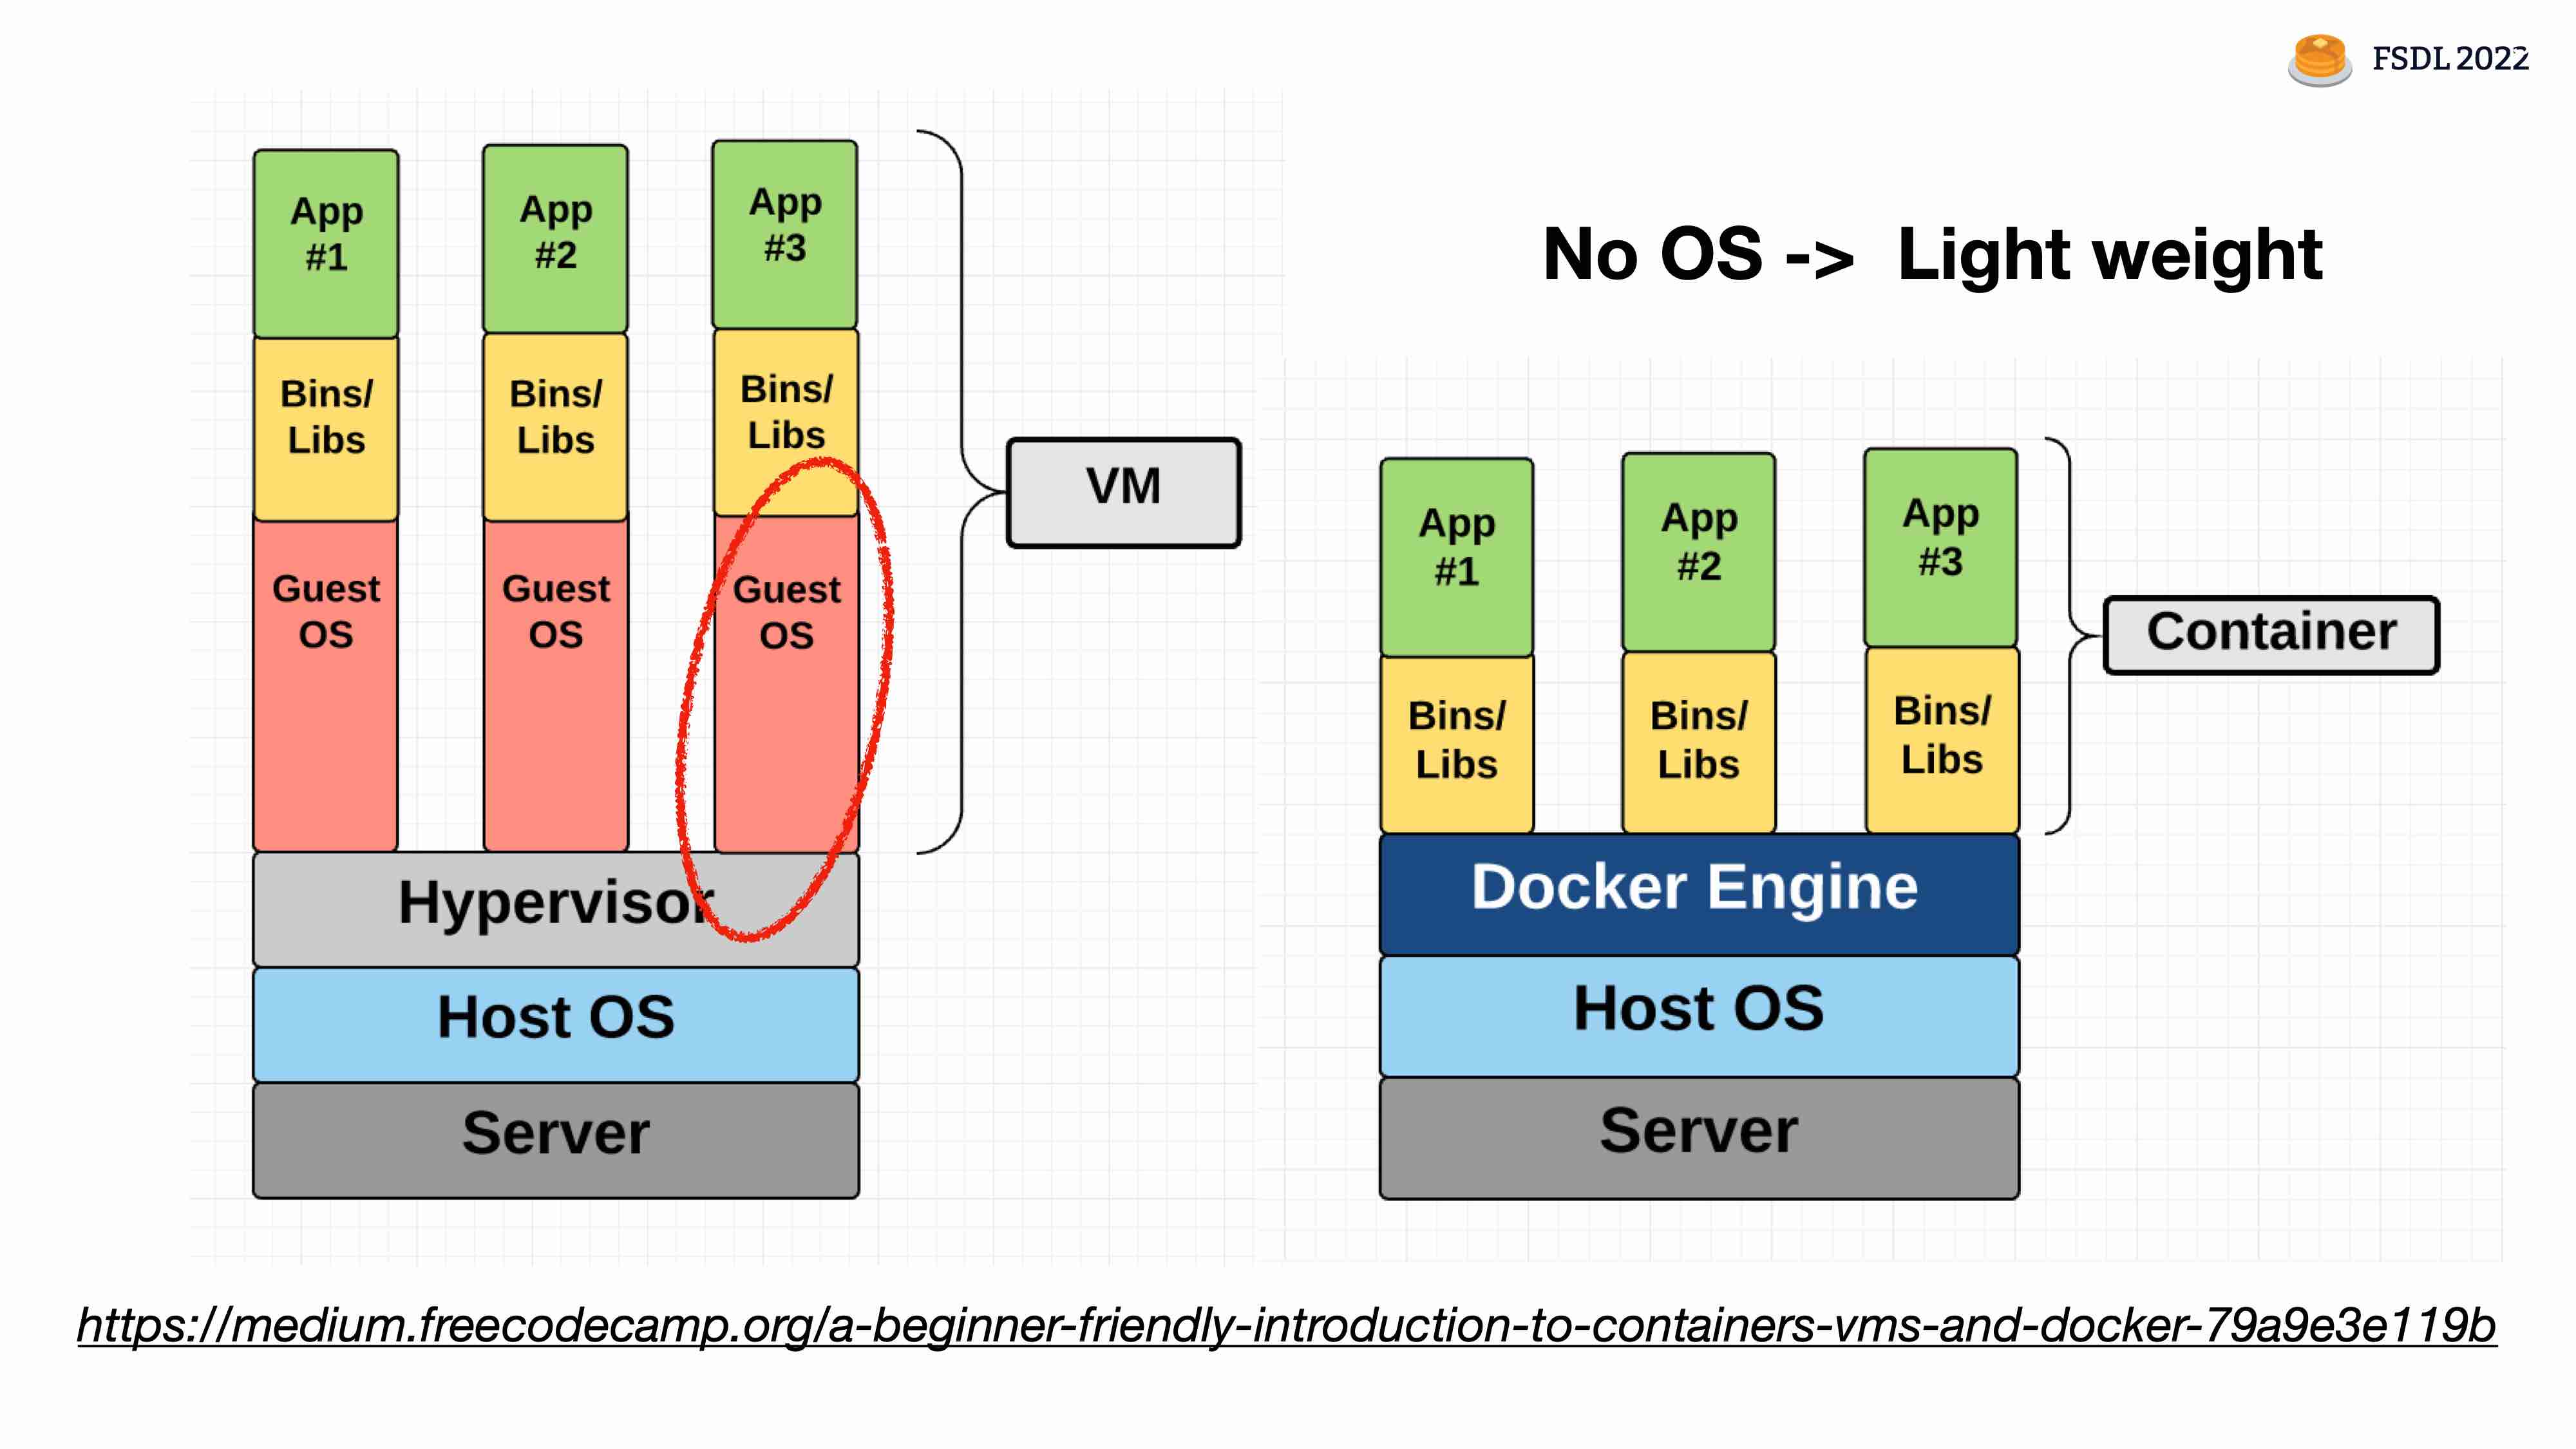 FSDL 2022
App
#1
App
#2
App
#3
Bins/
Libs
Bins/
Libs
Bins/
Libs
Guest
OS
Guest
OS
Guest
OS
VM
Hypervisor
Host OS
Server
No OS -> Light weight
App
#1
App
#2
App
#3
Bins/
Libs
Bins/
Libs
Bins/
Libs
Container
Docker Engine
Host OS
Server
https://medium.freecodecamp.org/a-beginner-friendly-introduction-to-containers-vms-and-docker-79a9e3e119b